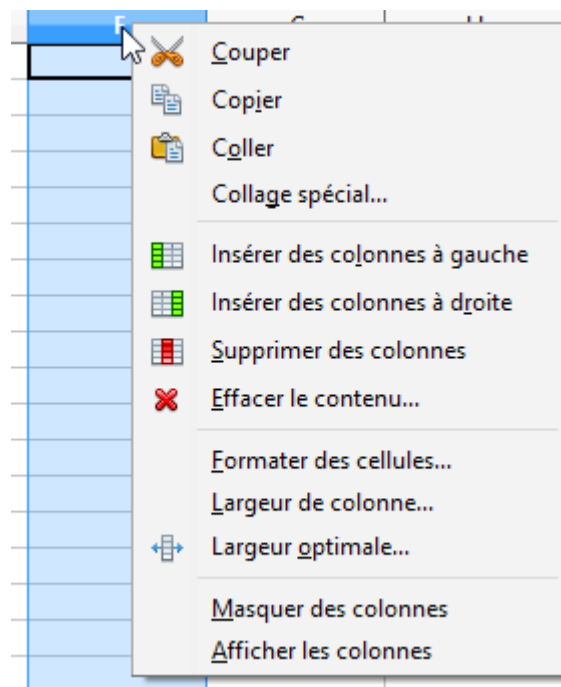 F
Couper
Copier
Coller
Collage spécial...
Insérer des colonnes à gauche
Insérer des colonnes à droite
Supprimer des colonnes
Effacer le contenu...
Formater des cellules...
Largeur de colonne...
Largeur optimale...
Masquer des colonnes
Afficher les colonnes